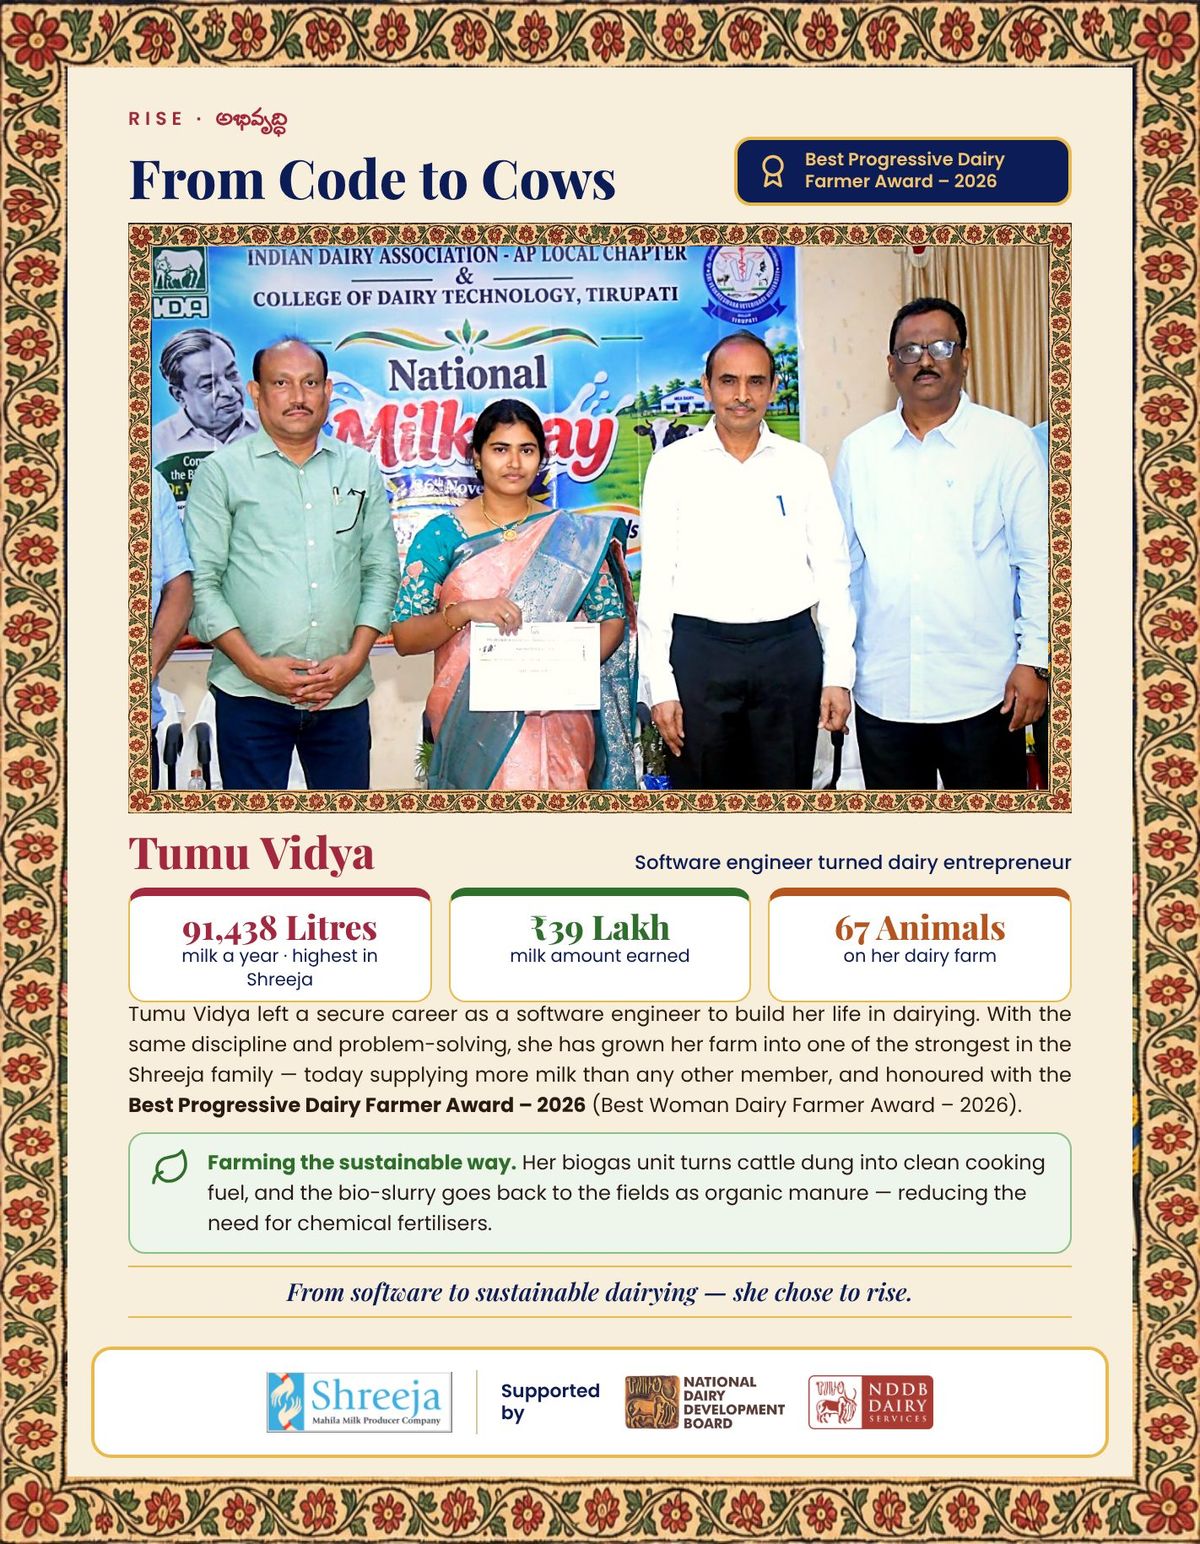 RISE · అభివృద్ధి
From Code to Cows
Best Progressive Dairy
Farmer Award – 2026
INDIAN DAIRY ASSOCIATION - AP LOCAL CHAPTER
&
COLLEGE OF DAIRY TECHNOLOGY, TIRUPATI
IDA
TIRUPATI
National
Milk
Tumu Vidya
Software engineer turned dairy entrepreneur
91,438 Litres
milk a year · highest in
Shreeja
₹39 Lakh
milk amount earned
67 Animals
on her dairy farm
Tumu Vidya left a secure career as a software engineer to build her life in dairying. With the
same discipline and problem-solving, she has grown her farm into one of the strongest in the
Shreeja family — today supplying more milk than any other member, and honoured with the
Best Progressive Dairy Farmer Award – 2026 (Best Woman Dairy Farmer Award – 2026).
Farming the sustainable way. Her biogas unit turns cattle dung into clean cooking
fuel, and the bio-slurry goes back to the fields as organic manure — reducing the
need for chemical fertilisers.
From software to sustainable dairying — she chose to rise.
Shreeja
Mahila Milk Producer Company
Supported
by
NATIONAL
DAIRY
DEVELOPMENT
BOARD
NDDB
DAIRY
SERVICES